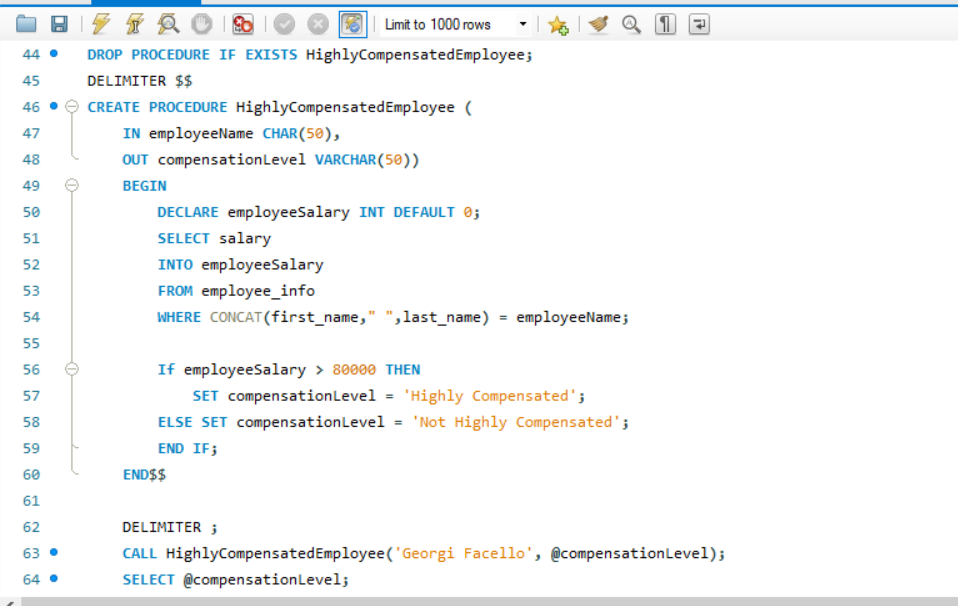 Limit to 1000 rows
44 DROP PROCEDURE IF EXISTS HighlyCompensatedEmployee;
45 DELIMITER $$
46 CREATE PROCEDURE HighlyCompensatedEmployee (
47 IN employeeName CHAR(50),
48 OUT compensationLevel VARCHAR(50))
49 BEGIN
50 DECLARE employeeSalary INT DEFAULT 0;
51 SELECT salary
52 INTO employeeSalary
53 FROM employee_info
54 WHERE CONCAT(first_name," ",last_name) = employeeName;
55
56 If employeeSalary > 80000 THEN
57 SET compensationLevel = 'Highly Compensated';
58 ELSE SET compensationLevel = 'Not Highly Compensated';
59 END IF;
60 END$$
61
62 DELIMITER ;
63 CALL HighlyCompensatedEmployee('Georgi Facello', @compensationLevel);
64 SELECT @compensationLevel;